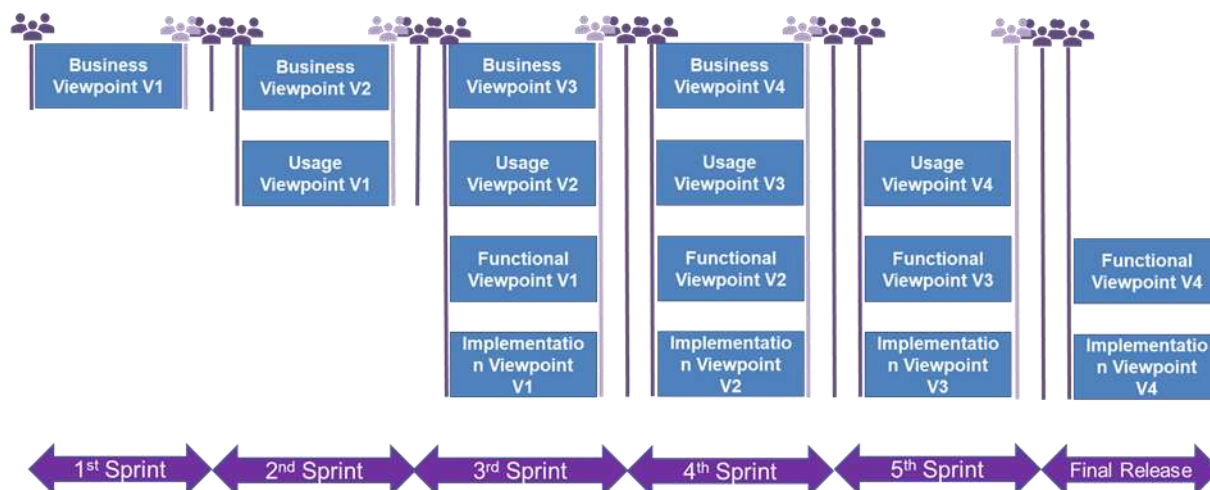 Business
Viewpoint V1
Business
Viewpoint V2
Usage
Viewpoint V1
Business
Viewpoint V3
Usage
Viewpoint V2
Functional
Viewpoint V1
Implementatio
n Viewpoint
V1
Business
Viewpoint V4
Usage
Viewpoint V3
Functional
Viewpoint V2
Implementatio
n Viewpoint
V2
Usage
Viewpoint V4
Functional
Viewpoint V3
Implementatio
n Viewpoint
V3
Functional
Viewpoint V4
Implementatio
n Viewpoint
V4
1st Sprint
2nd Sprint
3rd Sprint
4th Sprint
5th Sprint
Final Release